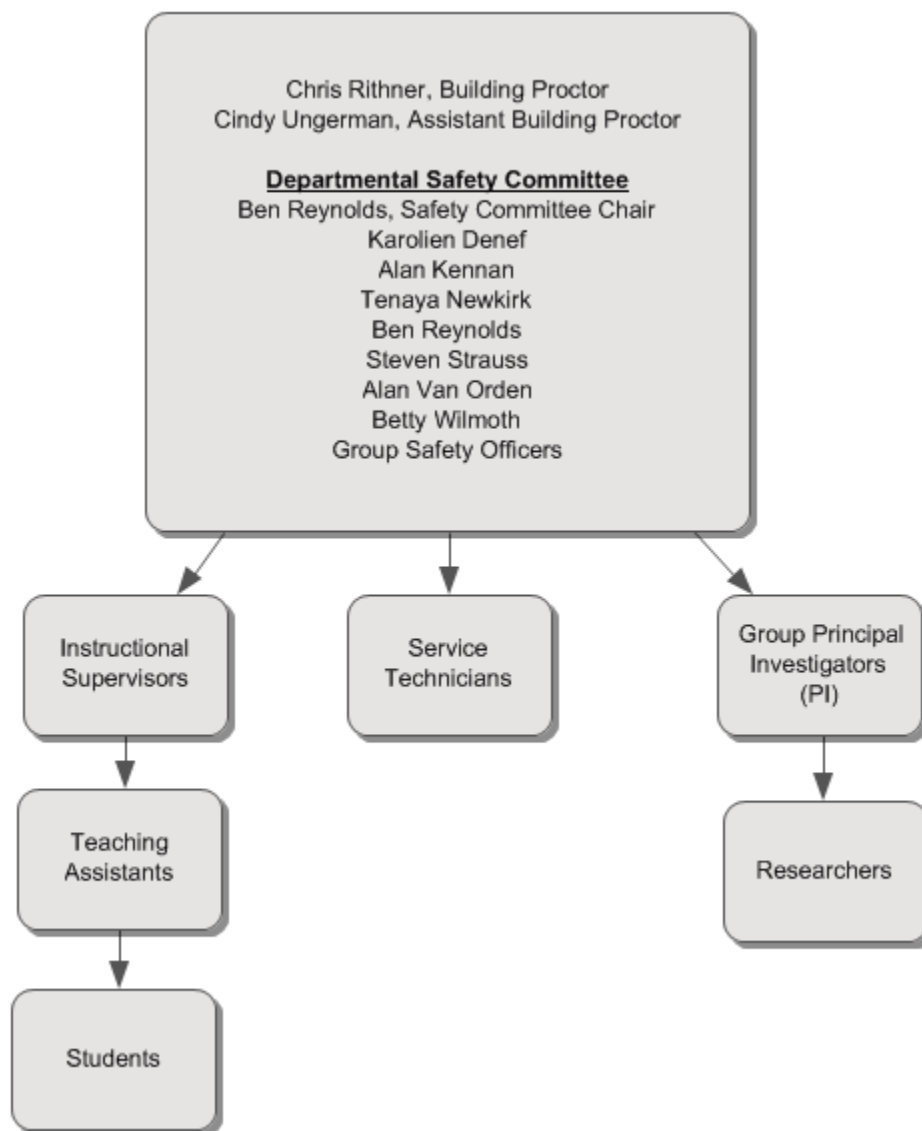 Chris Rithner, Building Proctor
Cindy Ungerman, Assistant Building Proctor
Departmental Safety Committee
Ben Reynolds, Safety Committee Chair
Karolien Denef
Alan Kennan
Tenaya Newkirk
Ben Reynolds
Steven Strauss
Alan Van Orden
Betty Wilmoth
Group Safety Officers
Instructional
Supervisors
Service
Technicians
Group Principal
Investigators
(PI)
Teaching
Assistants
Researchers
Students